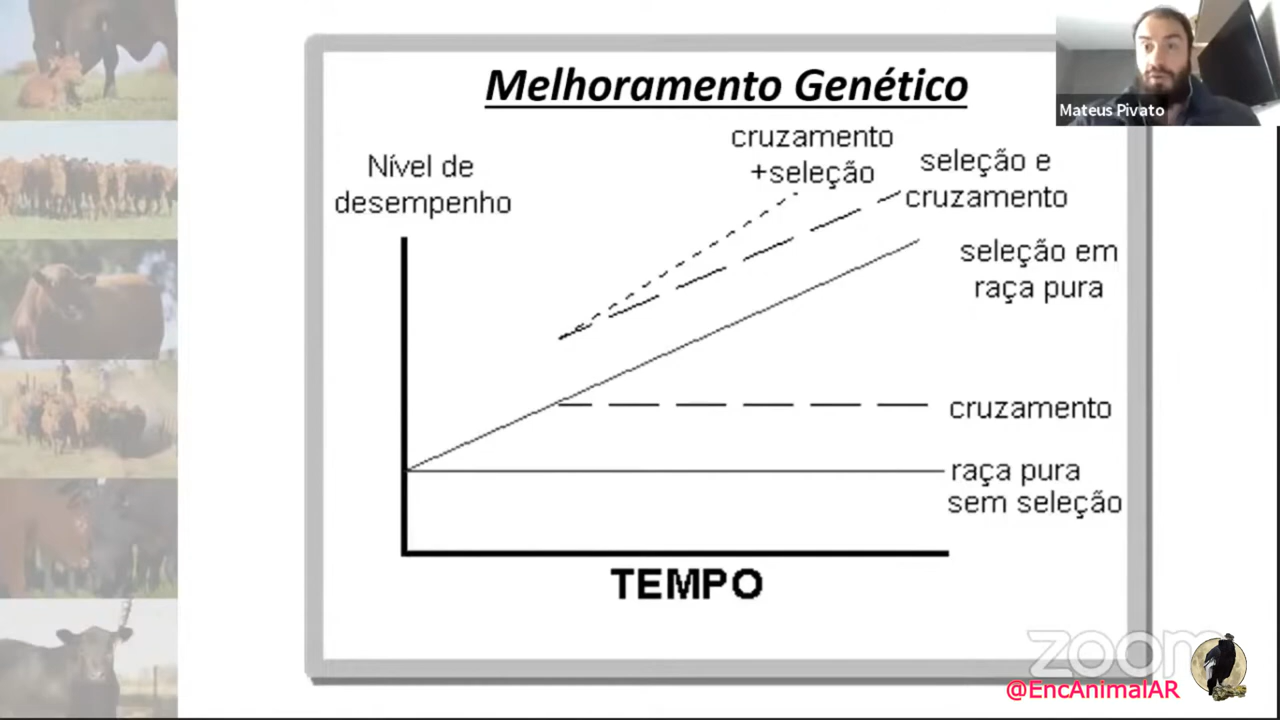 Melhoramento Genético
Mateus Pivato
cruzamento
+seleção
seleção e
cruzamento
Nível de
desempenho
seleção em
raça pura
cruzamento
raça pura
sem seleção
TEMPO
zoom
@EncAnimalAR